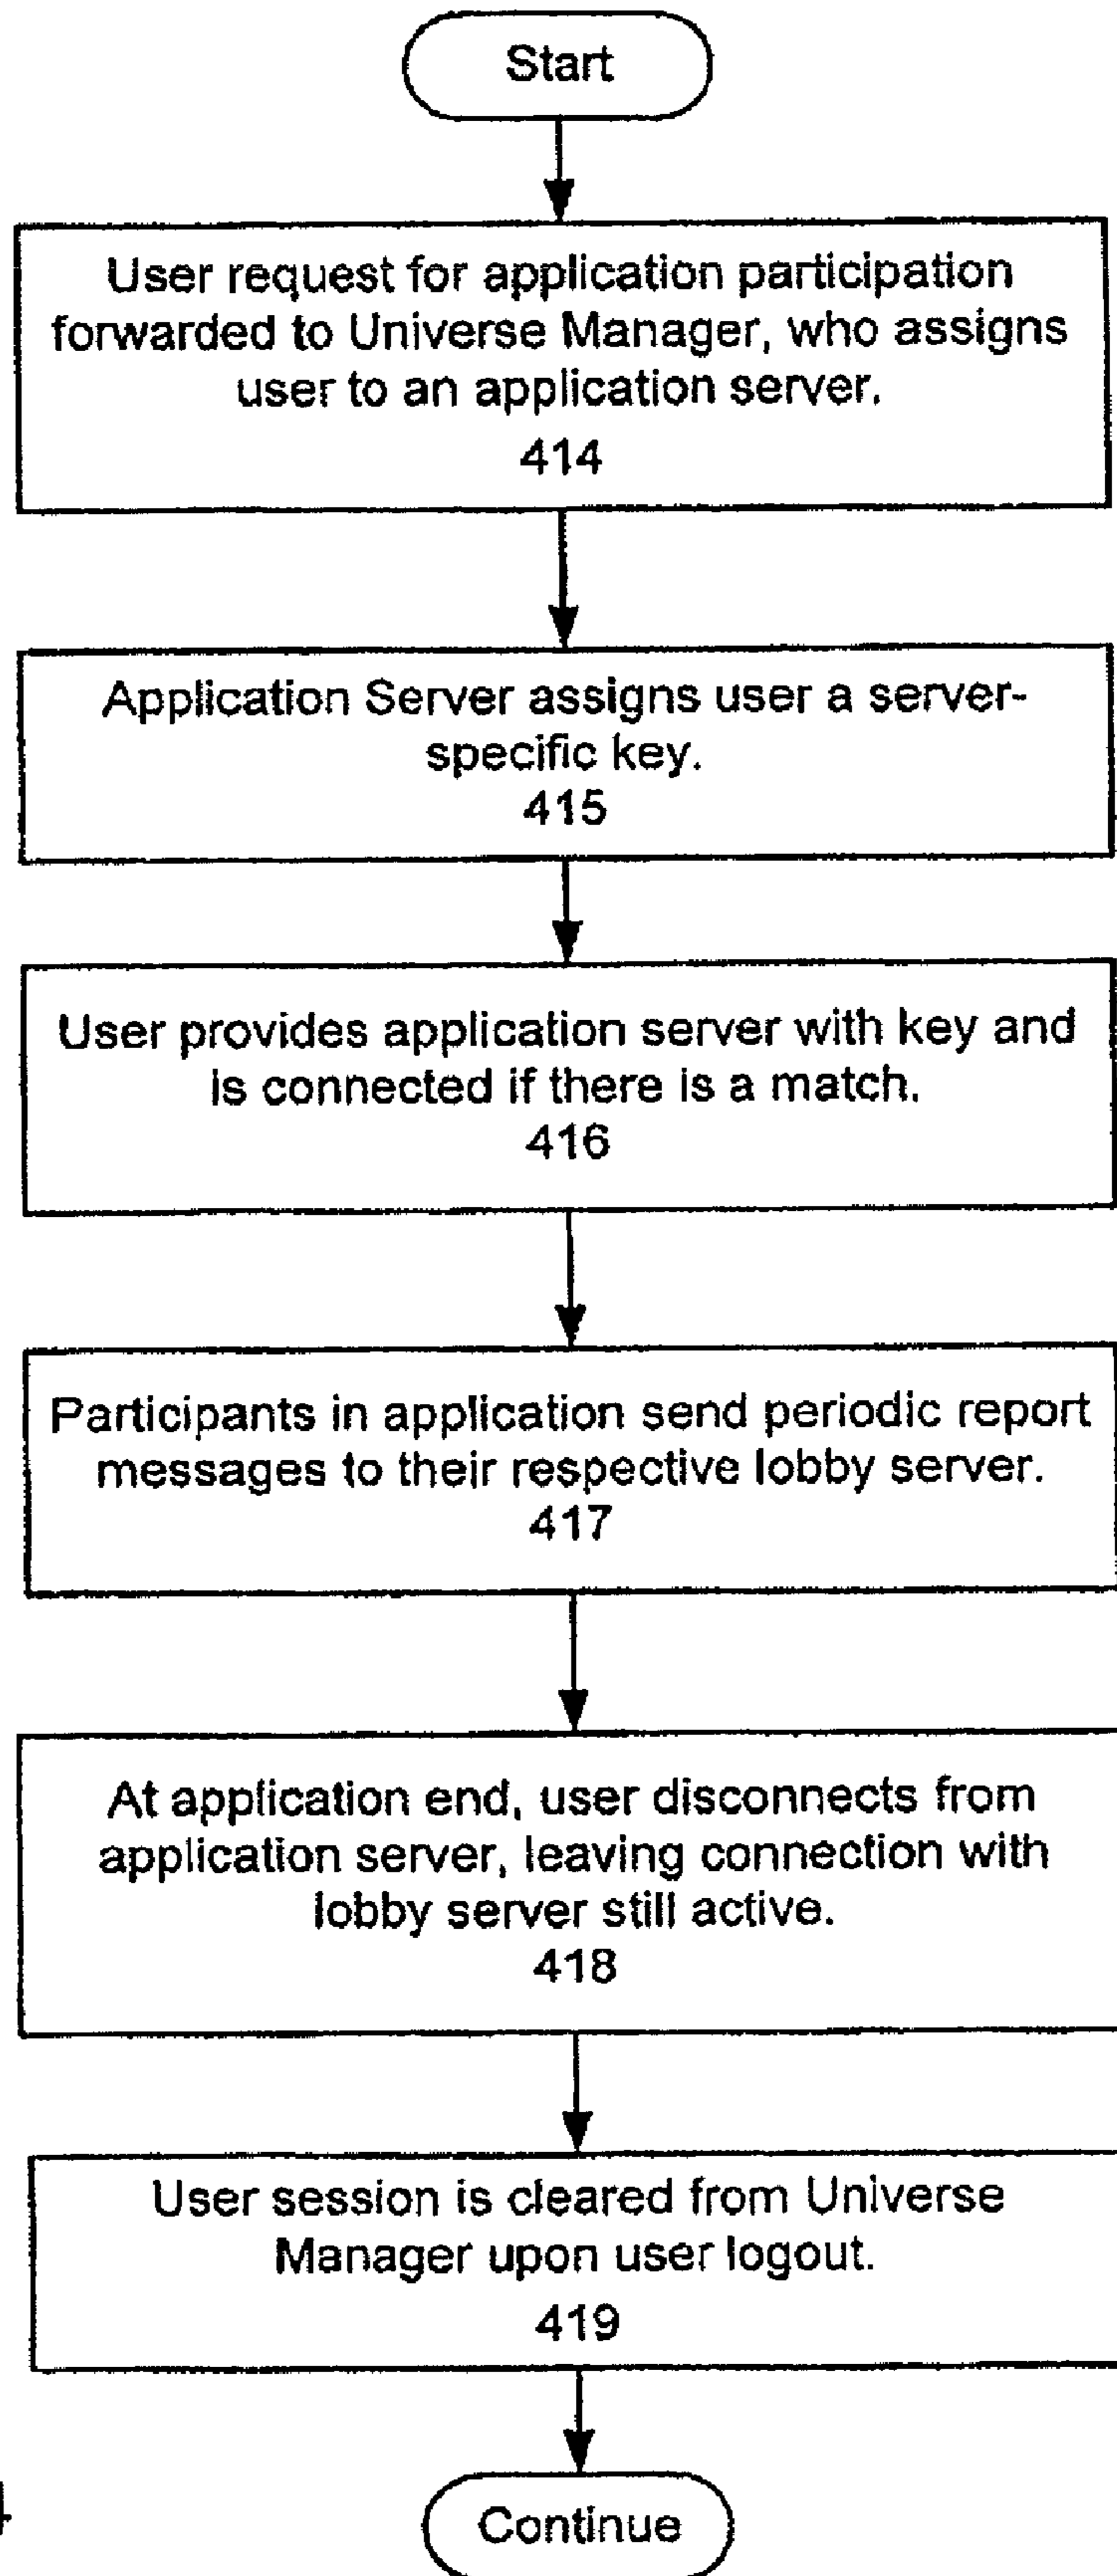 Start
User request for application participation
forwarded to Universe Manager, who assigns
user to an application server.
414
Application Server assigns user a server-
specific key.
415
User provides application server with key and
is connected if there is a match.
416
Participants in application send periodic report
messages to their respective lobby server.
417
At application end, user disconnects from
application server, leaving connection with
lobby server still active.
418
User session is cleared from Universe
Manager upon user logout.
419
Continue